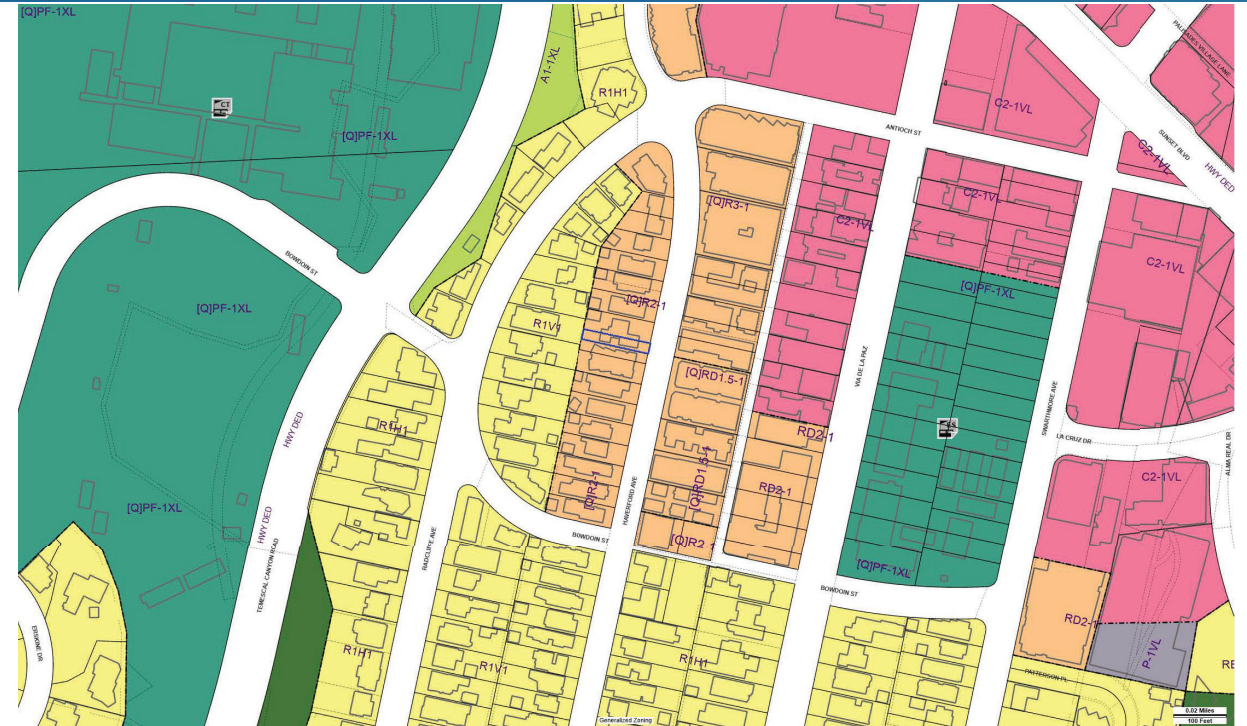 [Q]PF-1XL
PALISADES VILLAGE LANE
A1-1XL
R1H1
C2-1VL
CT
[Q]PF-1XL
ANTIOCH ST
SUNSET BLVD
C2-1VL
HWY DED
C2-1VL
[Q]R3-1
C2-1VL
BOWDOIN ST
C2-1VL
[Q]PF-1XL
[Q]R2-1
[Q]PF-1XL
R1V1
VIA DE LA PAZ
[Q]RD1.5-1
SWARTHMORE AVE
HWY DED
R1H1
RD2-1
LA CRUZ DR
ALMA REAL DR
[Q]R2-1
HAVERFORD AVE
[Q]RD1.5-1
RD2-1
C2-1VL
[Q]PF-1XL
HWY DED
RADCLIFFE AVE
BOWDOIN ST
[Q]R2-1
[Q]PF-1XL
TEMESCAL CANYON ROAD
BOWDOIN ST
RD2-1
ERSKINE DR
R1H1
R1V1
R1H1
P-1VL
PATTERSON PL
Generalized Zoning
0.02 Miles
100 Feet